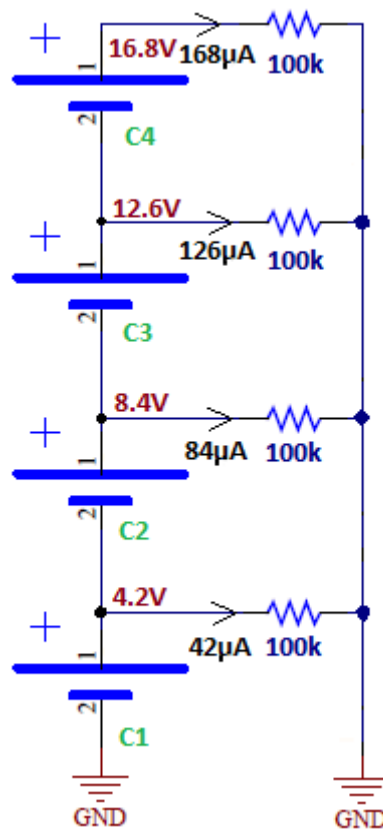 +
1
16.8V
168µA
100k
2
C4
12.6V
+
126µA
1
100k
2
C3
8.4V
+
84µA
100k
1
2
C2
4.2V
+
42µA
100k
1
2
C1
GND
GND